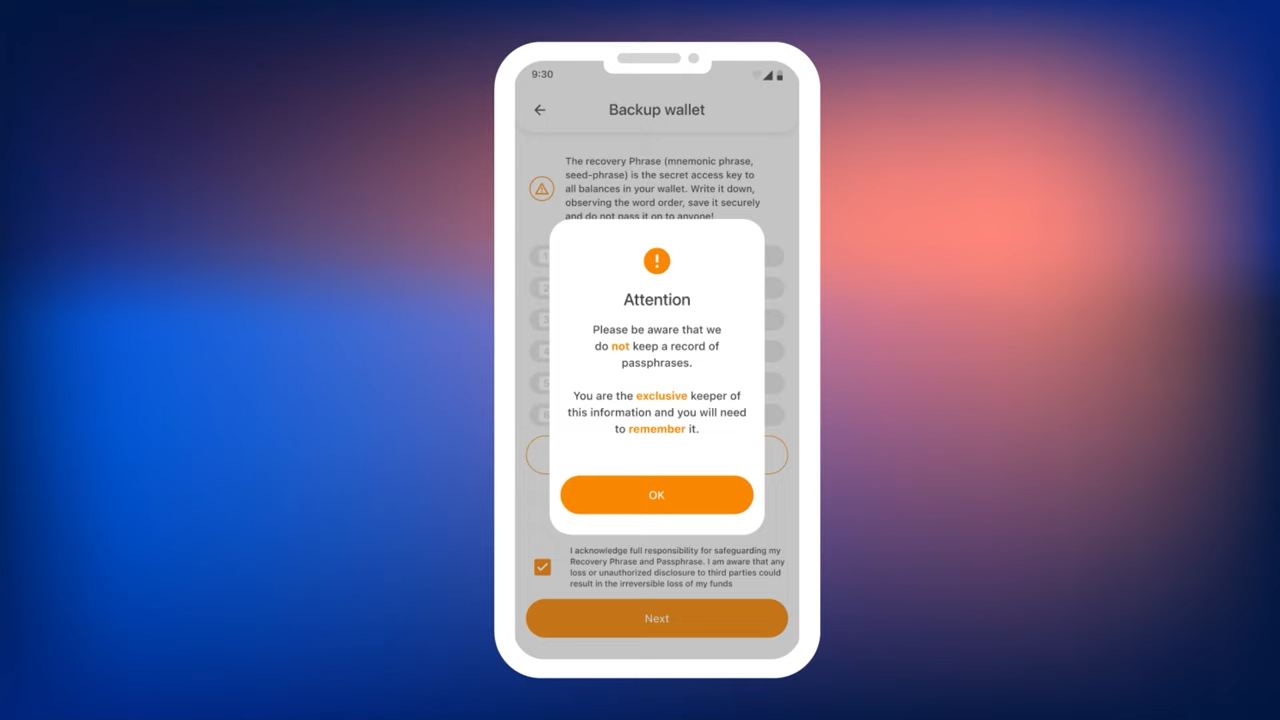 9:30
Backup wallet
The recovery Phrase (mnemonic phrase,
seed-phrase) is the secret access key to
all balances in your wallet. Write it down,
observing the word order, save it securely
and do not pass it on to anyone!
Attention
Please be aware that we
do not keep a record of
passphrases.
You are the exclusive keeper of
this information and you will need
to remember it.
OK
I acknowledge full responsibility for safeguarding my
Recovery Phrase and Passphrase. I am aware that any
loss or unauthorized disclosure to third parties could
result in the irreversible loss of my funds
Next